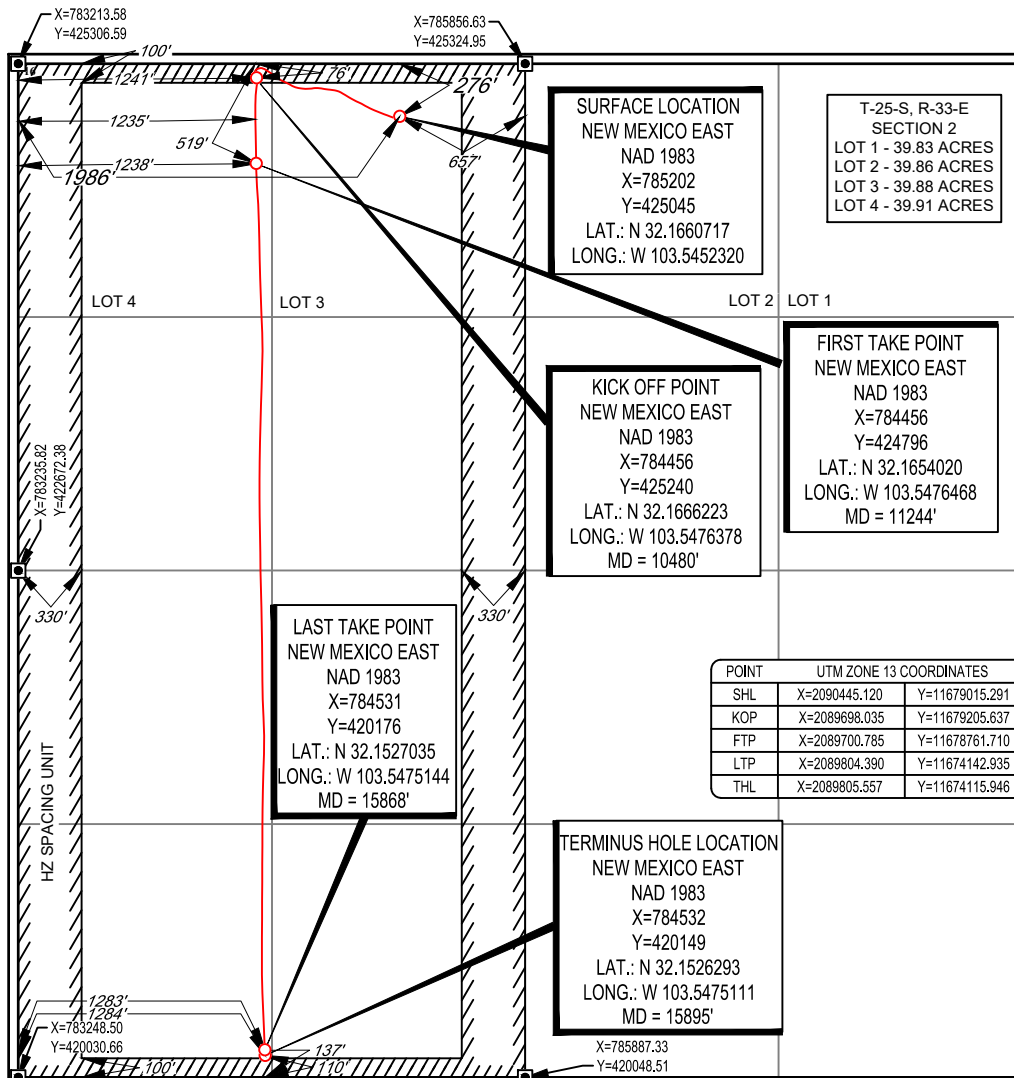 X=783213.58
Y=425306.59
X=785856.63
Y=425324.95
100'
76'
1241'
276'
1235'
519'
1238'
657'
1986'
SURFACE LOCATION
NEW MEXICO EAST
NAD 1983
X=785202
Y=425045
LAT.: N 32.1660717
LONG.: W 103.5452320
T-25-S, R-33-E
SECTION 2
LOT 1 - 39.83 ACRES
LOT 2 - 39.86 ACRES
LOT 3 - 39.88 ACRES
LOT 4 - 39.91 ACRES
LOT 4
LOT 3
LOT 2
LOT 1
FIRST TAKE POINT
NEW MEXICO EAST
NAD 1983
X=784456
Y=424796
LAT.: N 32.1654020
LONG.: W 103.5476468
MD = 11244'
KICK OFF POINT
NEW MEXICO EAST
NAD 1983
X=784456
Y=425240
LAT.: N 32.1666223
LONG.: W 103.5476378
MD = 10480'
X=783235.82
Y=422672.38
330'
330'
LAST TAKE POINT
NEW MEXICO EAST
NAD 1983
X=784531
Y=420176
LAT.: N 32.1527035
LONG.: W 103.5475144
MD = 15868'
POINT UTM ZONE 13 COORDINATES
SHL X=2090445.120 Y=11679015.291
KOP X=2089698.035 Y=11679205.637
FTP X=2089700.785 Y=11678761.710
LTP X=2089804.390 Y=11674142.935
THL X=2089805.557 Y=11674115.946
HZ SPACING UNIT
TERMINUS HOLE LOCATION
NEW MEXICO EAST
NAD 1983
X=784532
Y=420149
LAT.: N 32.1526293
LONG.: W 103.5475111
MD = 15895'
1283'
1284'
X=783248.50
Y=420030.66
137'
100'
110'
X=785887.33
Y=420048.51